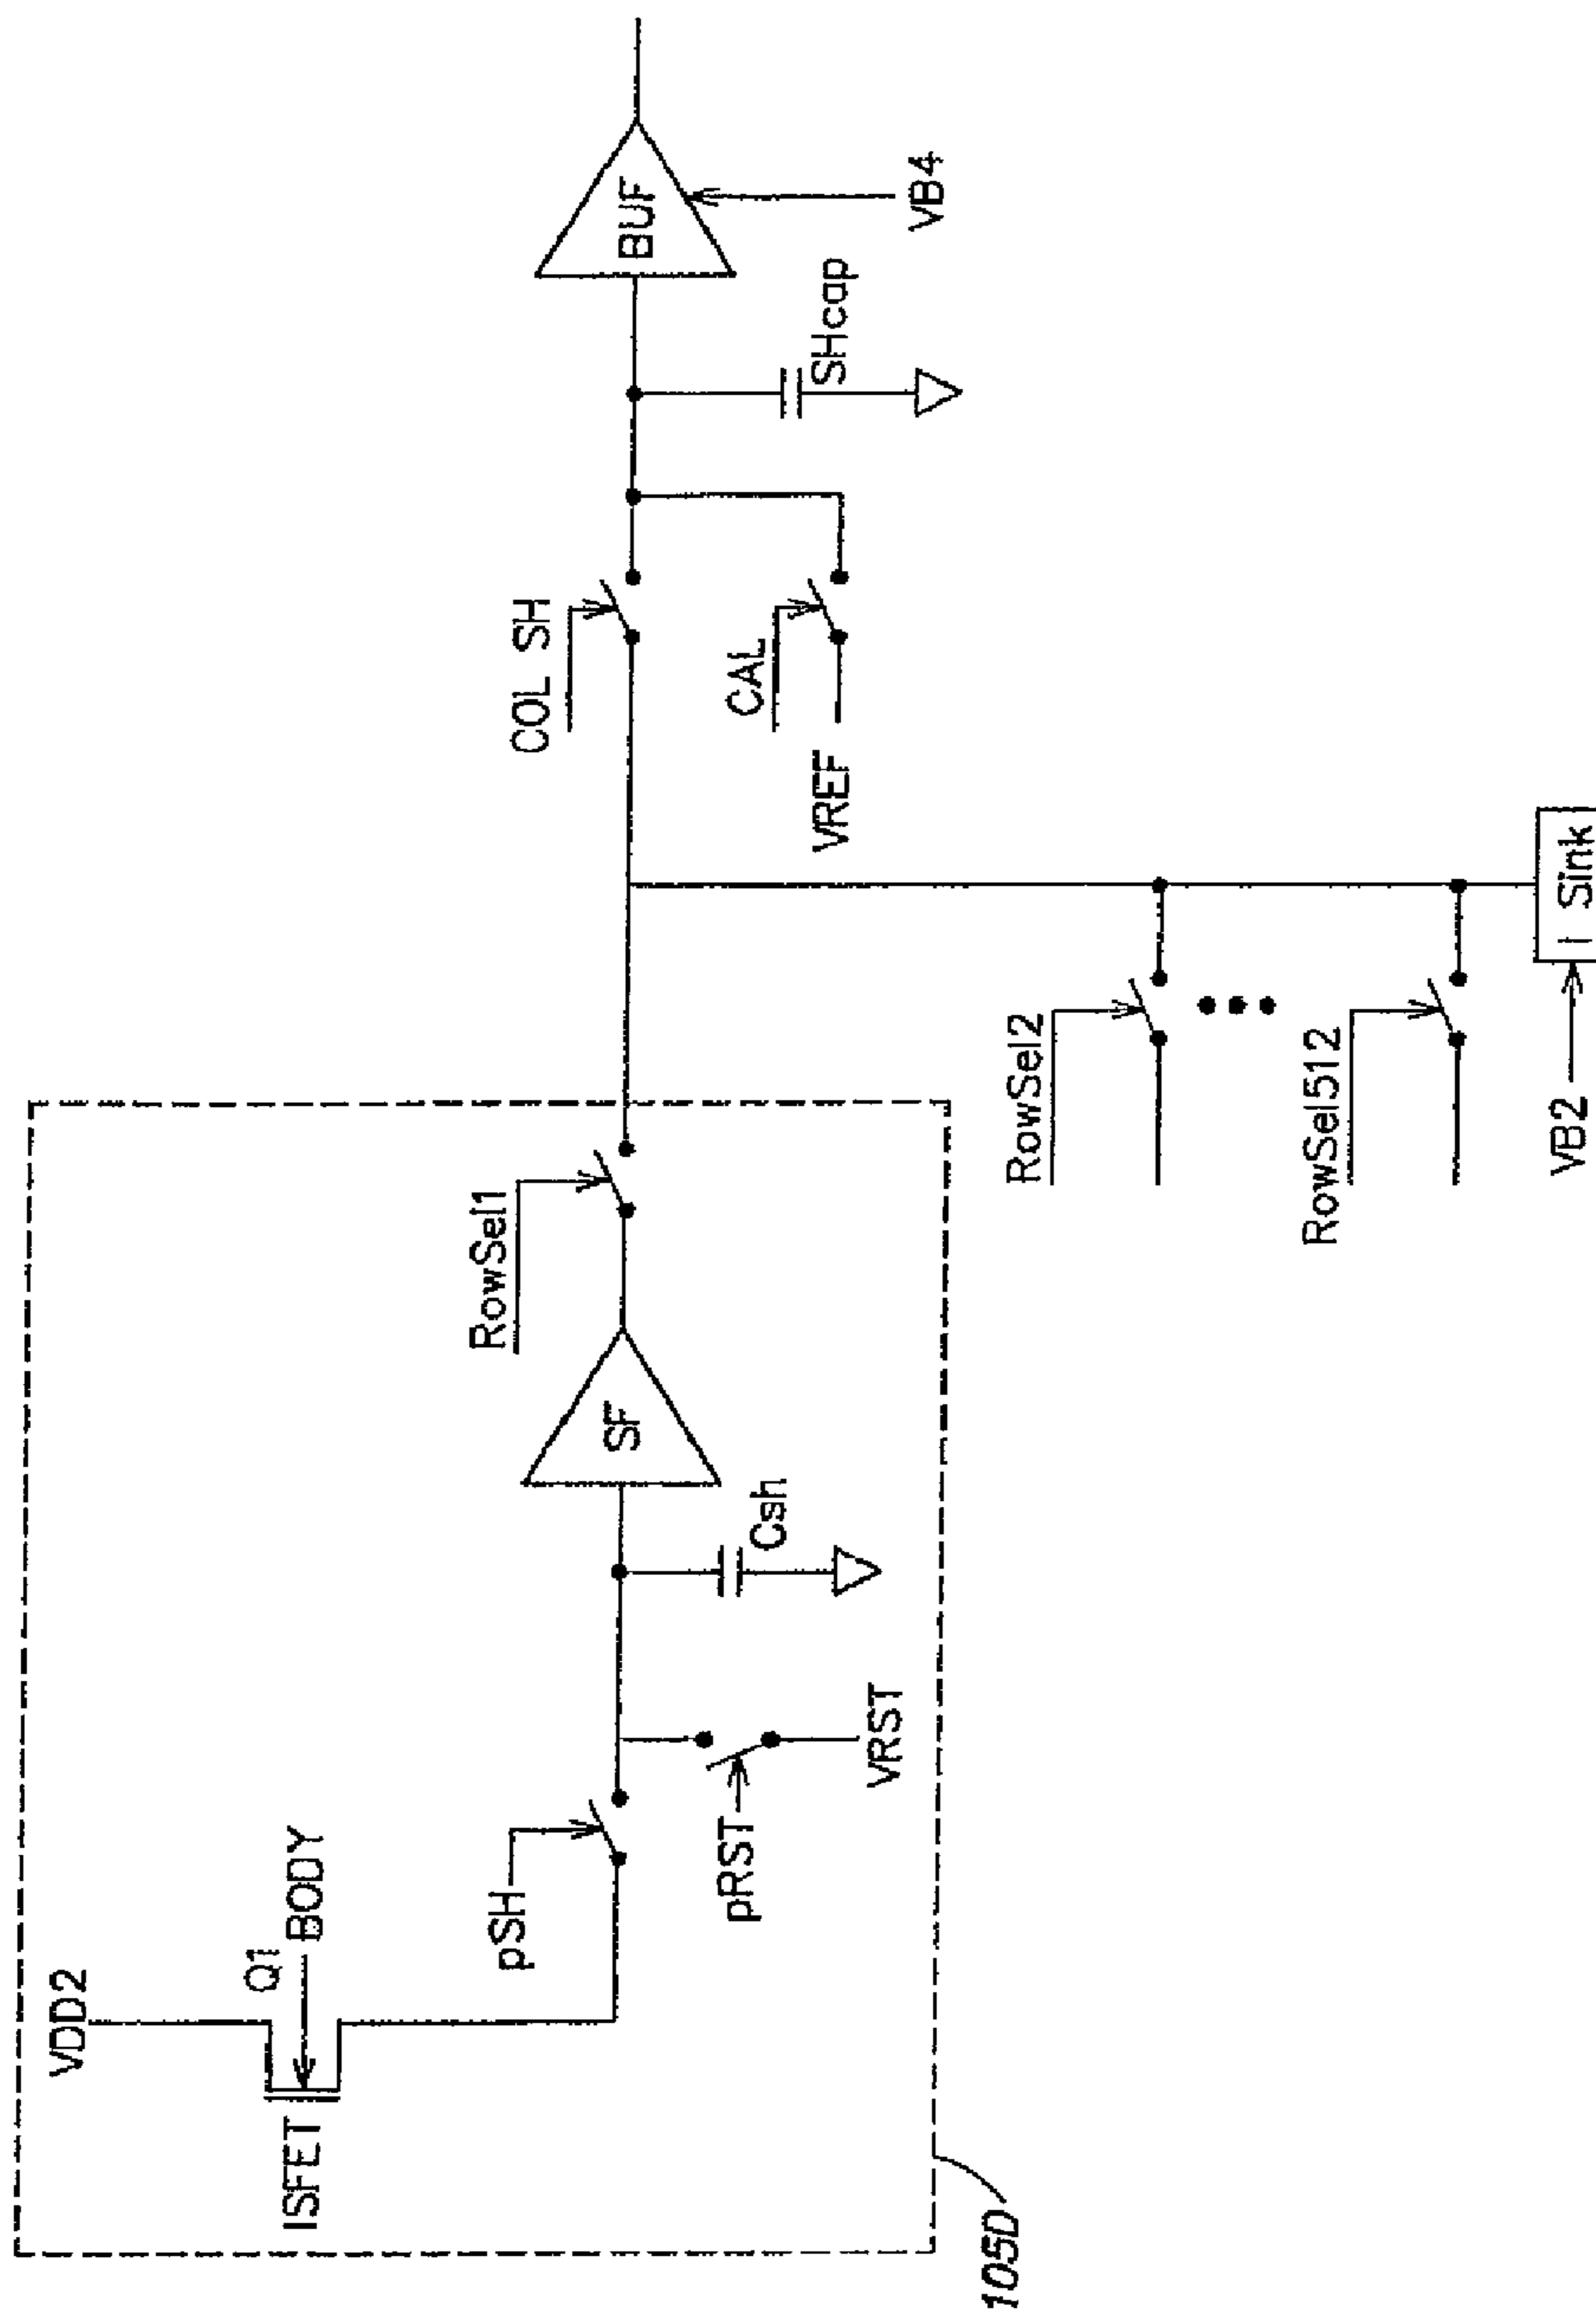 VDD2
Q1
BODY
ISFET
pSH
pRST
VRST
Csh
SF
RowSel1
105D
COL SH
CAL
VREF
SHcap
BUF
VB4
RowSel2
RowSel512
VB2
I Sink